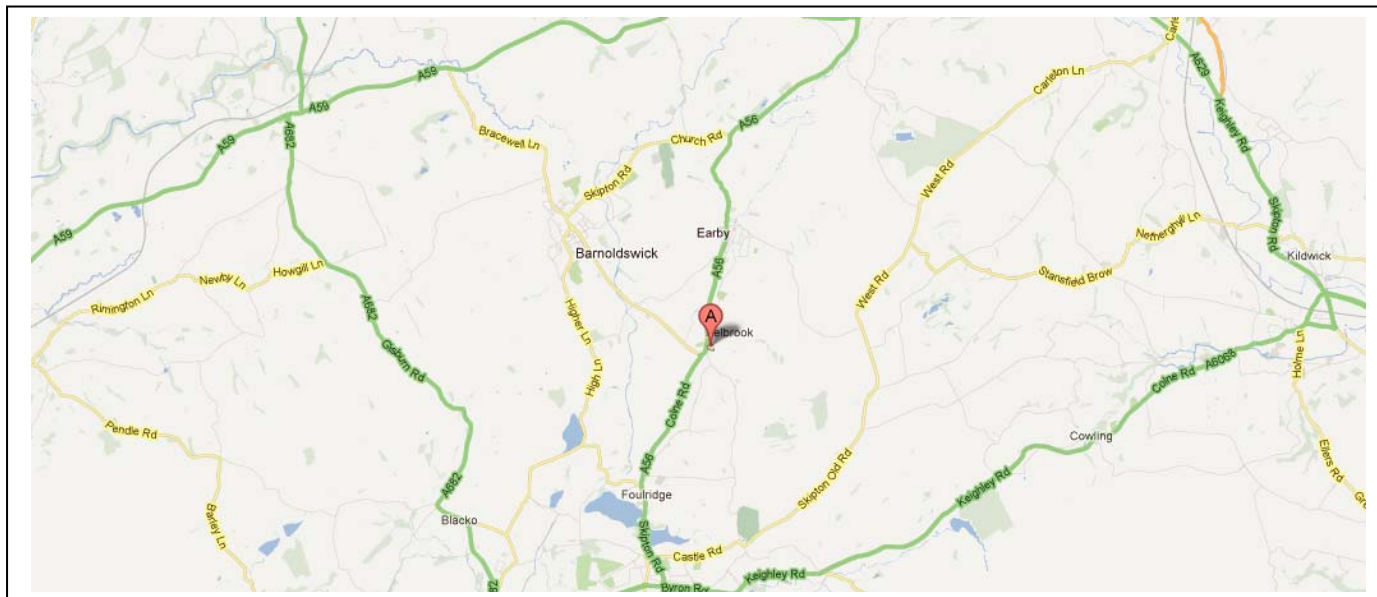 A59
A59
A59
A59
A682
Bracewell Ln
Skipton Rd
Church Rd
A56
Carleton Ln
A629
Keighley Rd
Skipton Rd
West Rd
Earby
Barnoldswick
A56
Kildwick
Stansfield Brow
West Rd
Rimington Ln
Newby Ln
Howgill Ln
A682
Gisburn Rd
Higher Ln
High Ln
A
elbrook
Colne Rd
A56
Colne Rd
A6068
Holme Ln
Ellers Rd
Pendle Rd
Barley Ln
A682
Blacko
Foulridge
Skipton Rd
Castle Rd
Skipton Old Rd
Keighley Rd
Cowling
Keighley Rd
Byron Rd